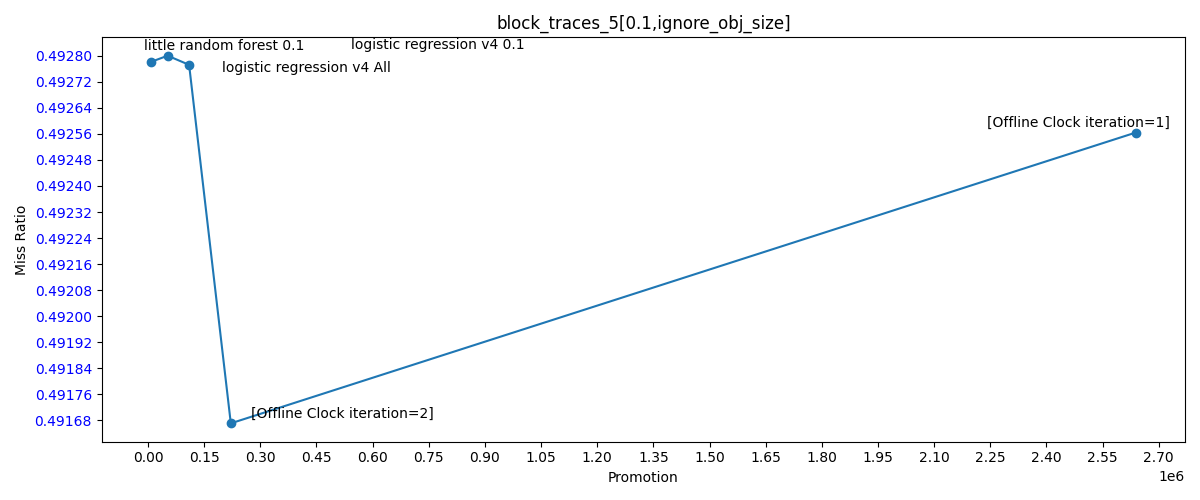 block_traces_5[0.1,ignore_obj_size]
little random forest 0.1
logistic regression v4 0.1
logistic regression v4 All
[Offline Clock iteration=1]
[Offline Clock iteration=2]
Miss Ratio
0.49280
0.49272
0.49264
0.49256
0.49248
0.49240
0.49232
0.49224
0.49216
0.49208
0.49200
0.49192
0.49184
0.49176
0.49168
0.00 0.15 0.30 0.45 0.60 0.75 0.90 1.05 1.20 1.35 1.50 1.65 1.80 1.95 2.10 2.25 2.40 2.55 2.70
1e6
Promotion